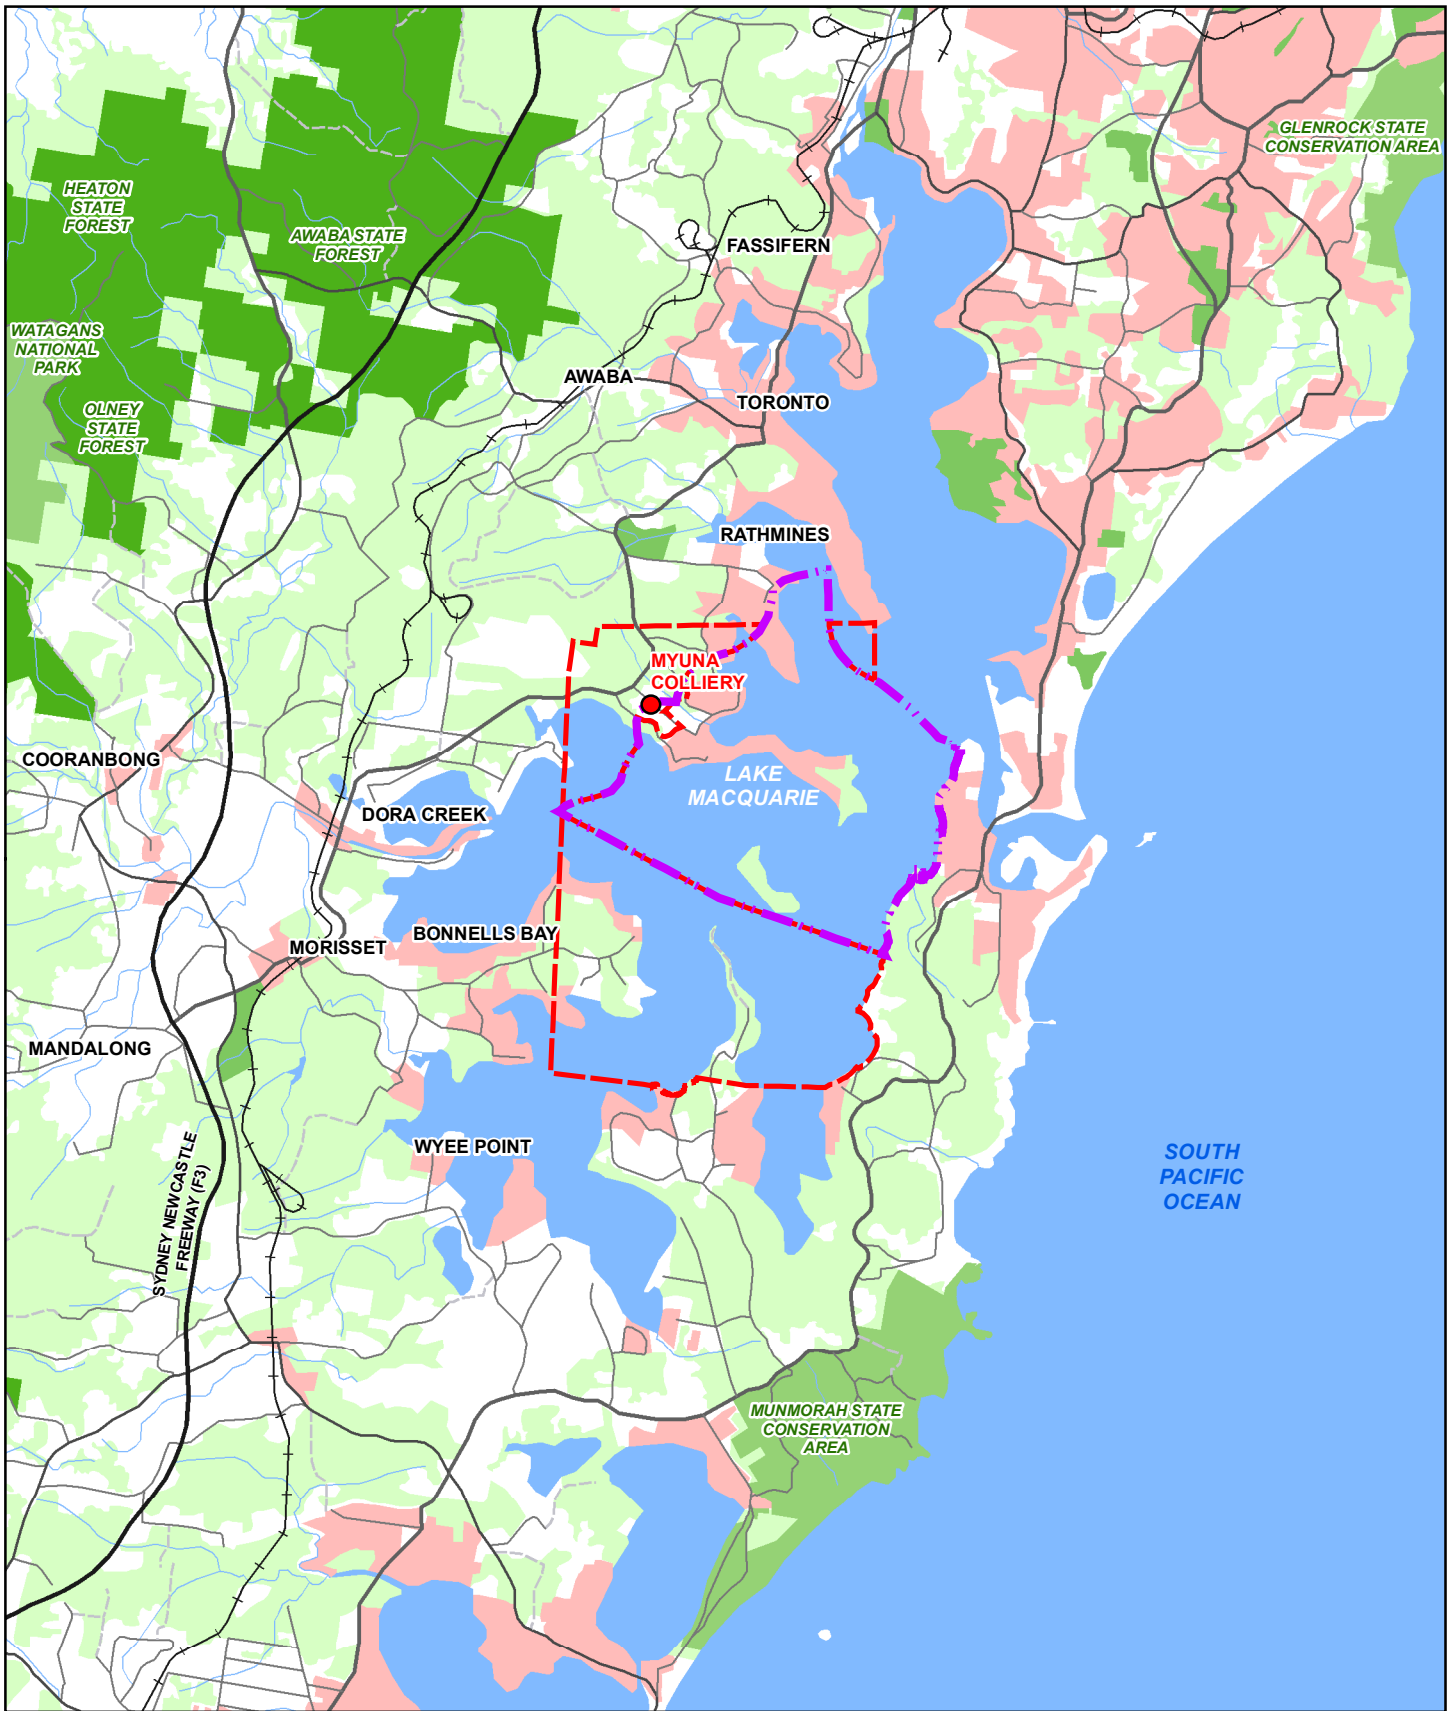 GLENROCK STATE
CONSERVATION AREA
HEATON
STATE
FOREST
AWABA STATE
FOREST
FASSIFERN
WATAGANS
NATIONAL
PARK
AWABA
TORONTO
OLNEY
STATE
FOREST
RATHMINES
MYUNA
COLLIERY
COORANBONG
LAKE
MACQUARIE
DORA CREEK
BONNELLS BAY
MORISSET
MANDALONG
WYEE POINT
SYDNEY NEWCASTLE
FREEWAY (F3)
SOUTH
PACIFIC
OCEAN
MUNMORAH STATE
CONSERVATION
AREA